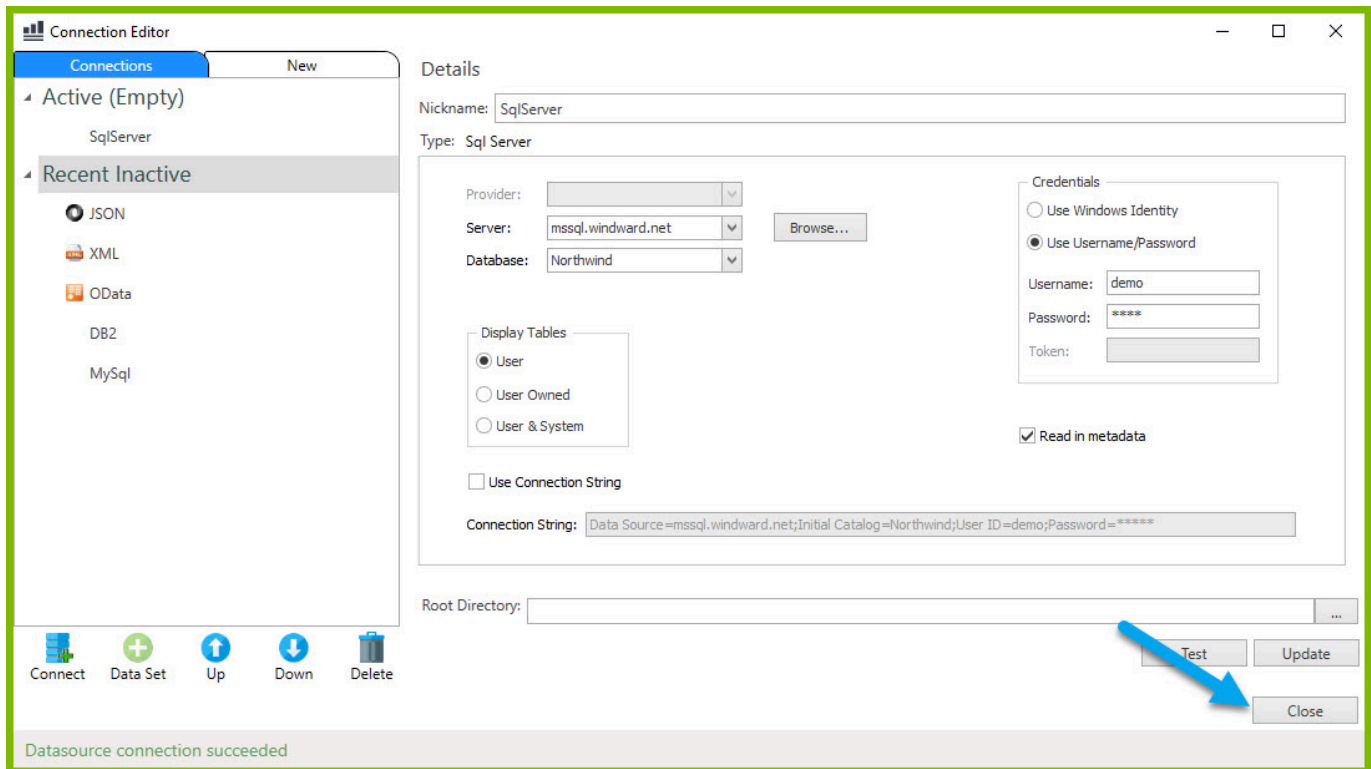 Connection Editor
Connections
New
Active (Empty)
SqlServer
Recent Inactive
JSON
XML
OData
DB2
MySql
Connect
Data Set
Up
Down
Delete
Details
Nickname: SqlServer
Type: Sql Server
Provider:
Server: mssql.windward.net Browse...
Database: Northwind
Display Tables
User
User Owned
User & System
Credentials
Use Windows Identity
Use Username/Password
Username: demo
Password: ****
Token:
Read in metadata
Use Connection String
Connection String: Data Source=mssql.windward.net;Initial Catalog=Northwind;User ID=demo;Password=*****
Root Directory: ...
Test Update
Close
Datasource connection succeeded